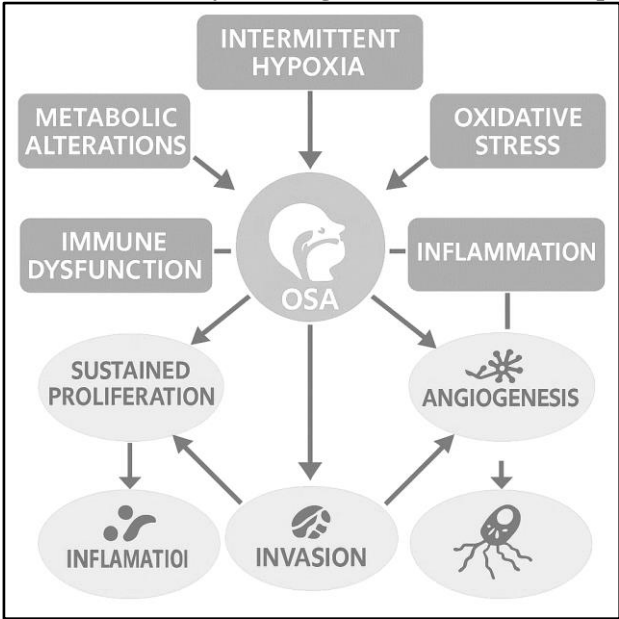 INTERMITTENT
HYPOXIA
METABOLIC
ALTERATIONS
OXIDATIVE
STRESS
IMMUNE
DYSFUNCTION
INFLAMMATION
OSA
SUSTAINED
PROLIFERATION
ANGIOGENESIS
INFLAMATIOI
INVASION